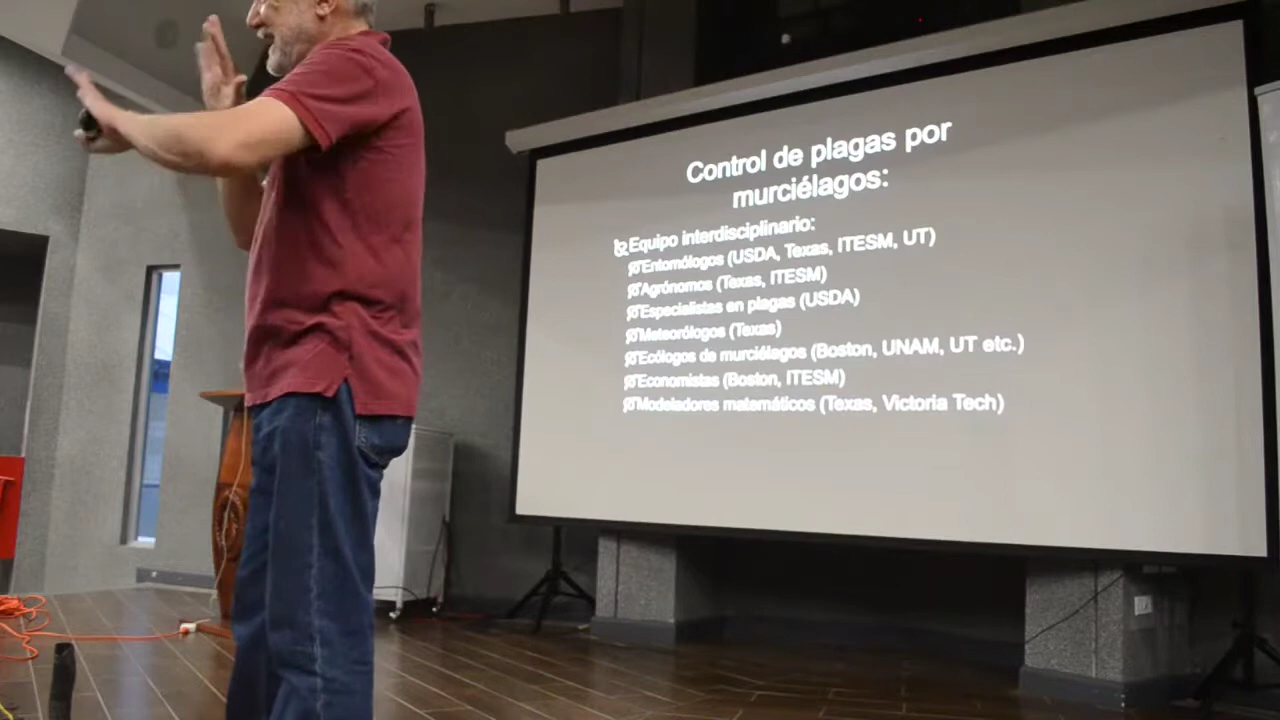 Control de plagas por
murciélagos:
Equipo interdisciplinario:
Entomólogos (USDA, Texas, ITESM, UT)
Agrónomos (Texas, ITESM)
Especialistas en plagas (USDA)
Meteorólogos (Texas)
Ecólogos de murciélagos (Boston, UNAM, UT etc.)
Economistas (Boston, ITESM)
Modeladores matemáticos (Texas, Victoria Tech)